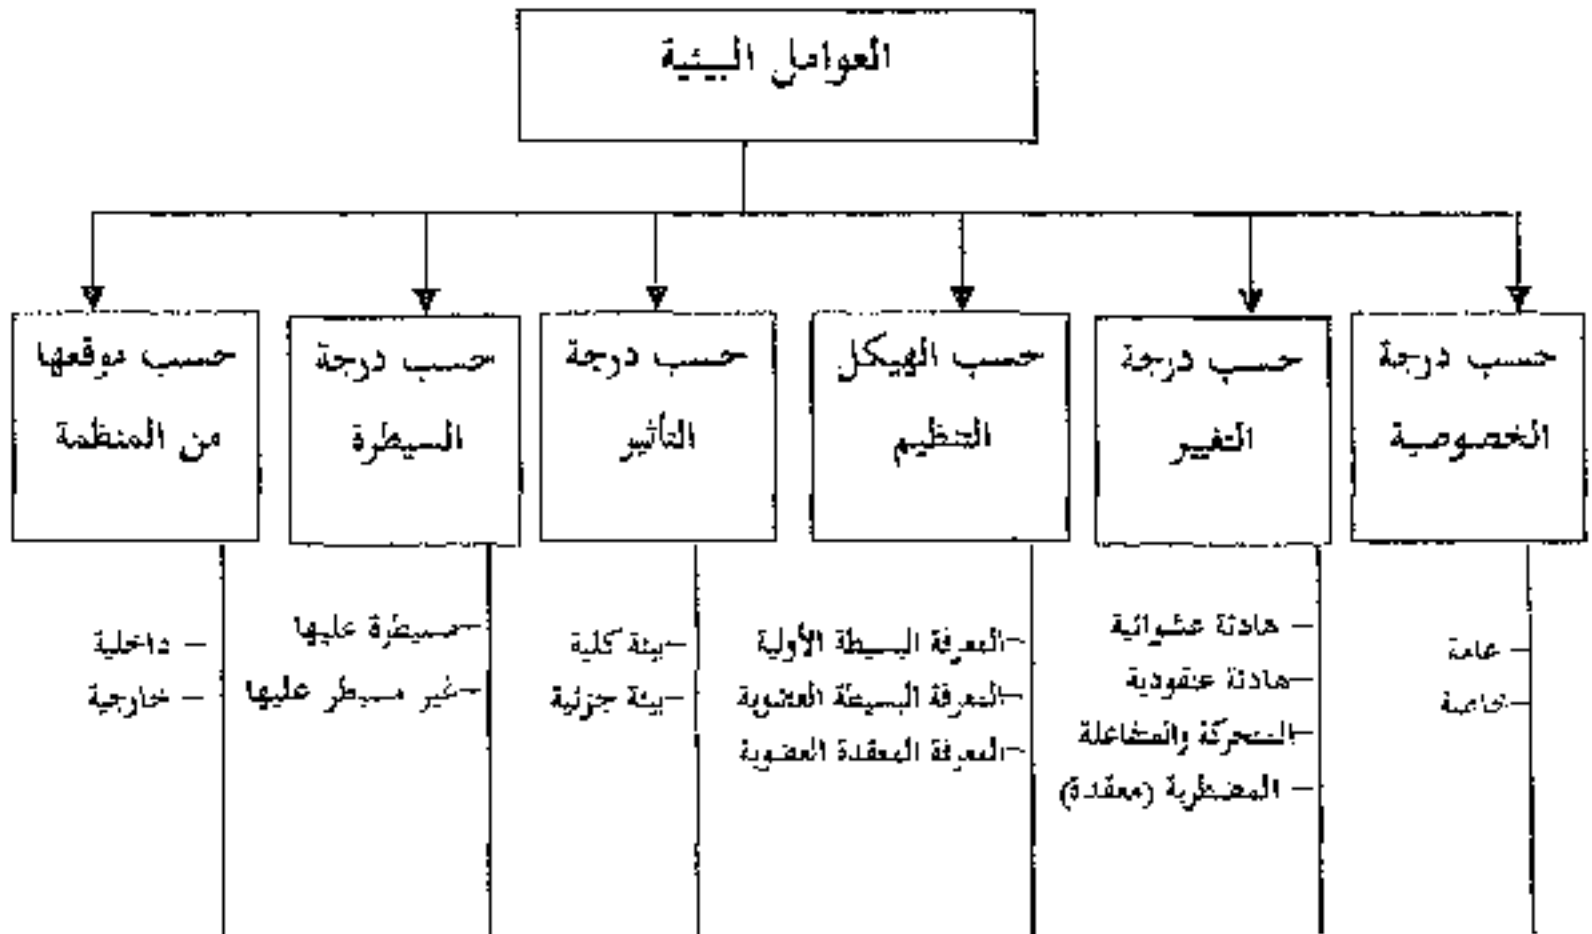 العوامل البيئية
حسب درجة
الخصوصية
حسب درجة
التغيير
حسب الهيكل
التنظيم
حسب درجة
التأثير
حسب درجة
السيطرة
حسب موقعها
من المنظمة
- عامة
- خاصة
- هادئة عشوائية
- هادئة عنقودية
- المتحركة والمتفاعلة
- المضطربة (معقدة)
- المعرفة البسيطة الأولية
- المعرفة البسيطة العضوية
- المعرفة المعقدة العضوية
- بيئة كلية
- بيئة جزئية
- مسيطرة عليها
- غير مسيطر عليها
- داخلية
- خارجية